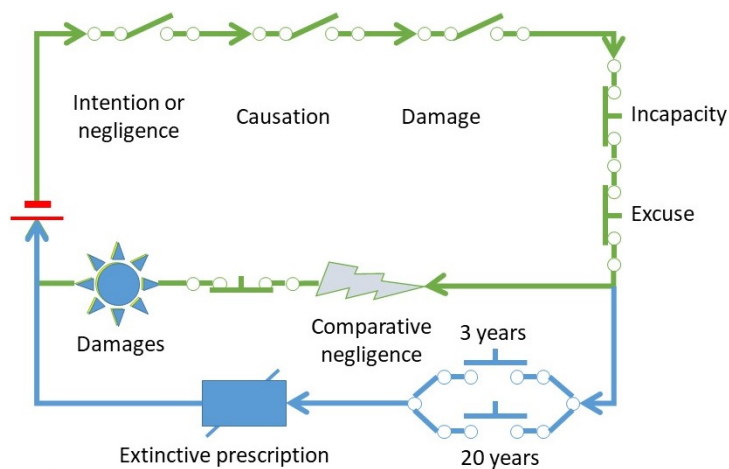 Intention or
negligence
Causation
Damage
Incapacity
Excuse
Damages
Comparative
negligence
3 years
Extinctive prescription
20 years